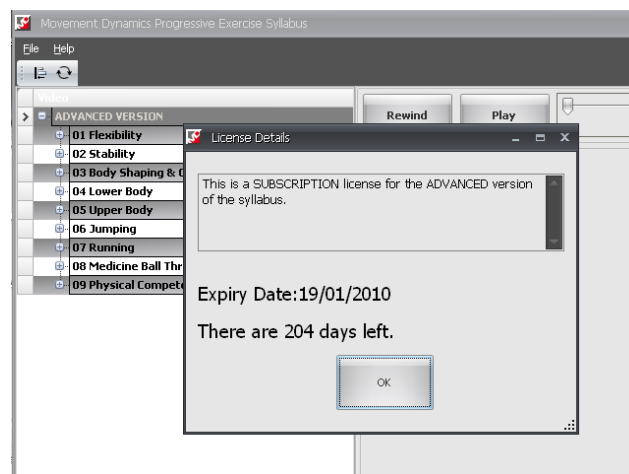 Movement Dynamics Progressive Exercise Syllabus
File Help
Video
ADVANCED VERSION
01 Flexibility
02 Stability
03 Body Shaping &
04 Lower Body
05 Upper Body
06 Jumping
07 Running
08 Medicine Ball Thr
09 Physical Compet
Rewind Play
License Details
This is a SUBSCRIPTION license for the ADVANCED version
of the syllabus.
Expiry Date:19/01/2010
There are 204 days left.
OK